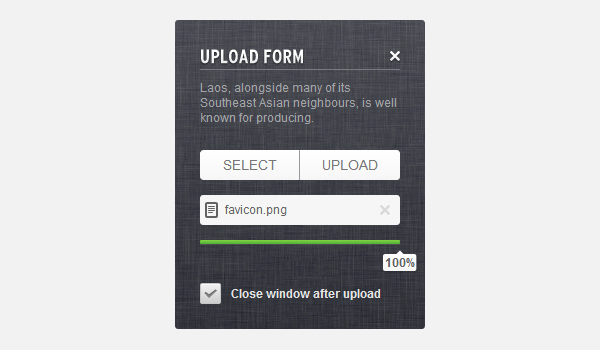 UPLOAD FORM
Laos, alongside many of its
Southeast Asian neighbours, is well
known for producing.
SELECT UPLOAD
favicon.png
100%
Close window after upload